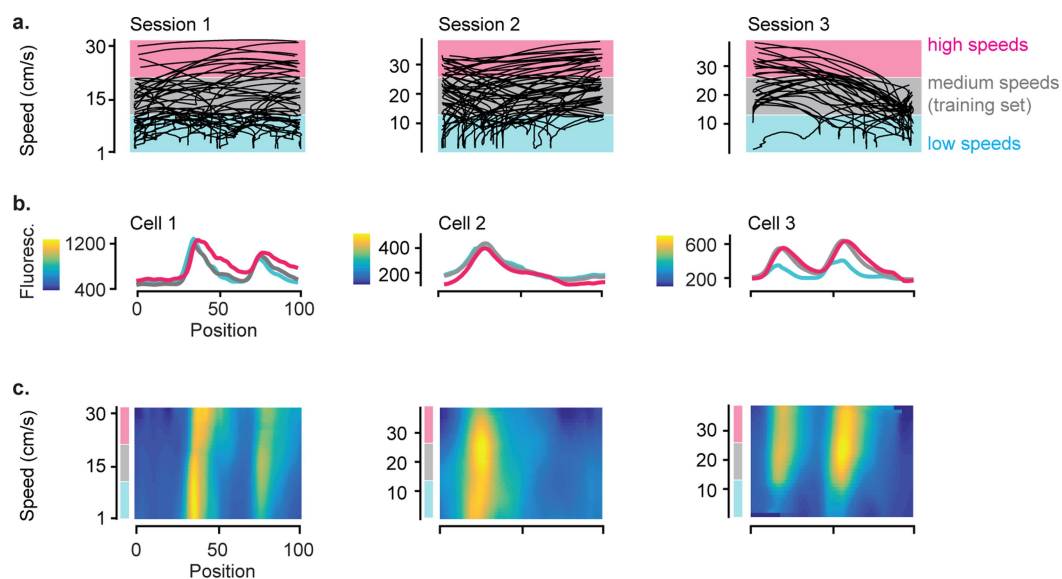 a.
Session 1
Session 2
Session 3
Speed (cm/s)
30
15
1
30
20
10
30
20
10
high speeds
medium speeds
(training set)
low speeds
b.
Cell 1
Cell 2
Cell 3
Fluoresc.
1200
400
400
200
600
200
0
50
100
Position
c.
Speed (cm/s)
30
15
1
30
20
10
30
20
10
0
50
100
Position